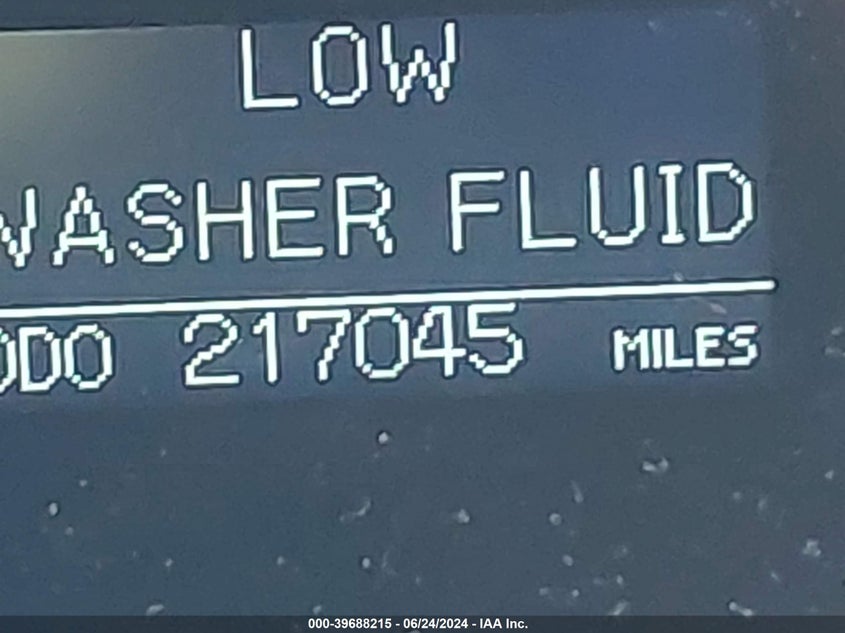 LOW
WASHER FLUID
ODO 217045 MILES
000-39688215 - 06/24/2024 - IAA Inc.